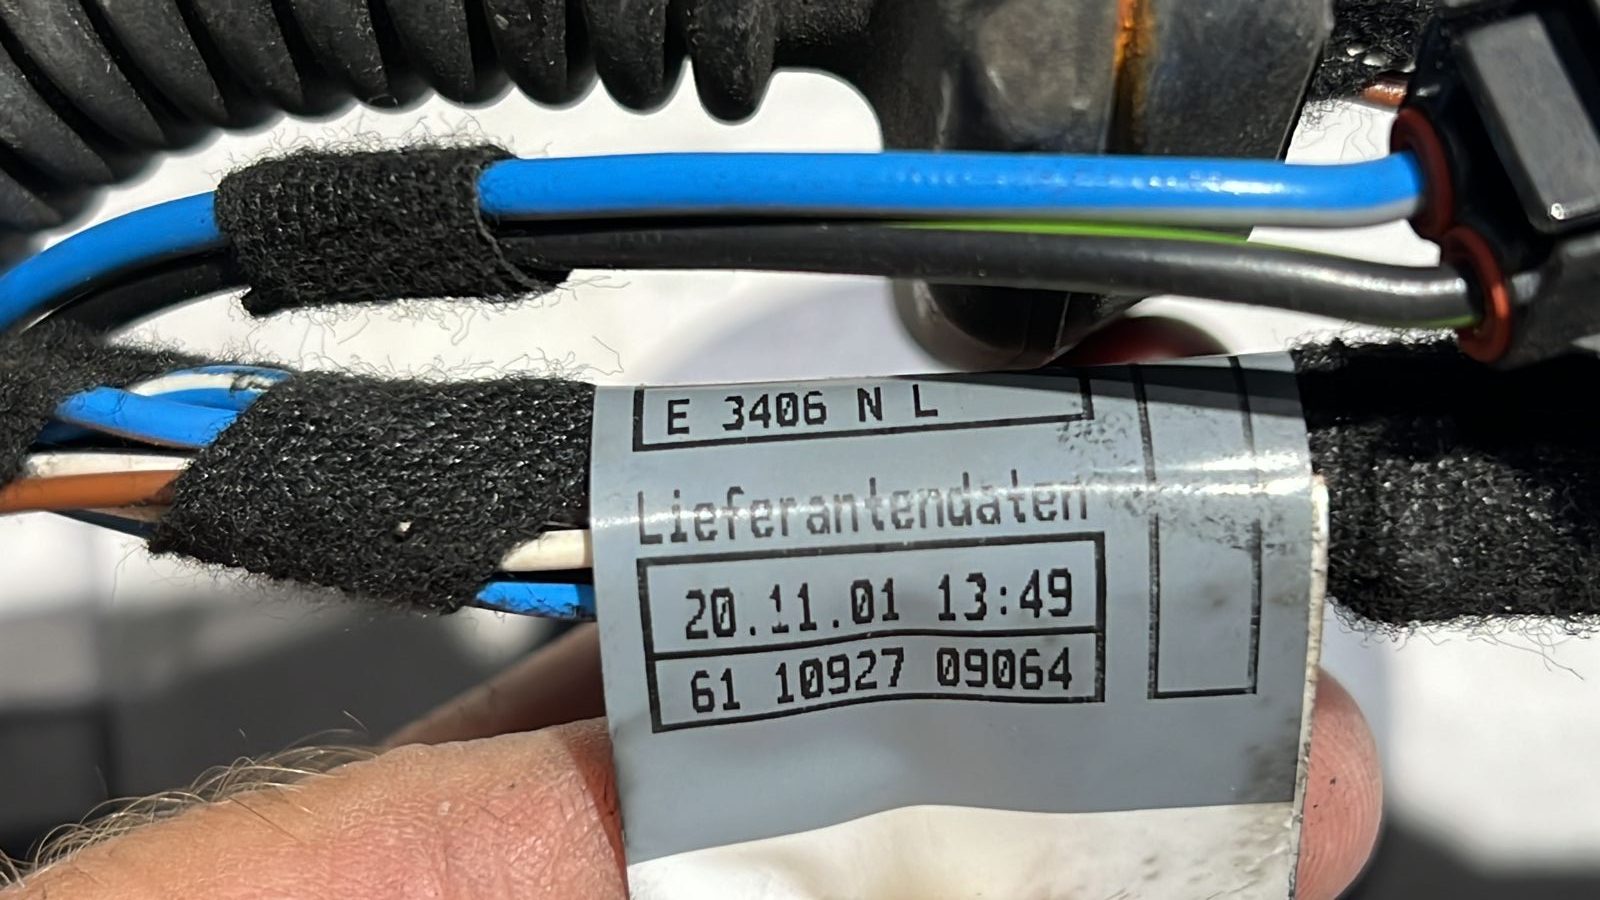 E 3406 N L
Lieferantendaten
20.11.01 13:49
61 10927 09064